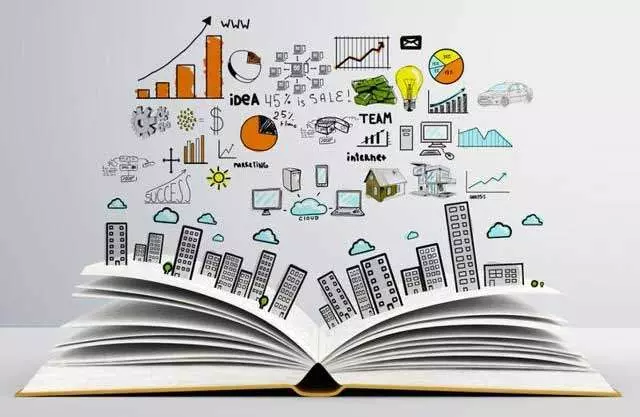 WWW
iDEA
45% is SALE!
25%
TEAM
MARKETING
internet
SUCCESS
CLOUD